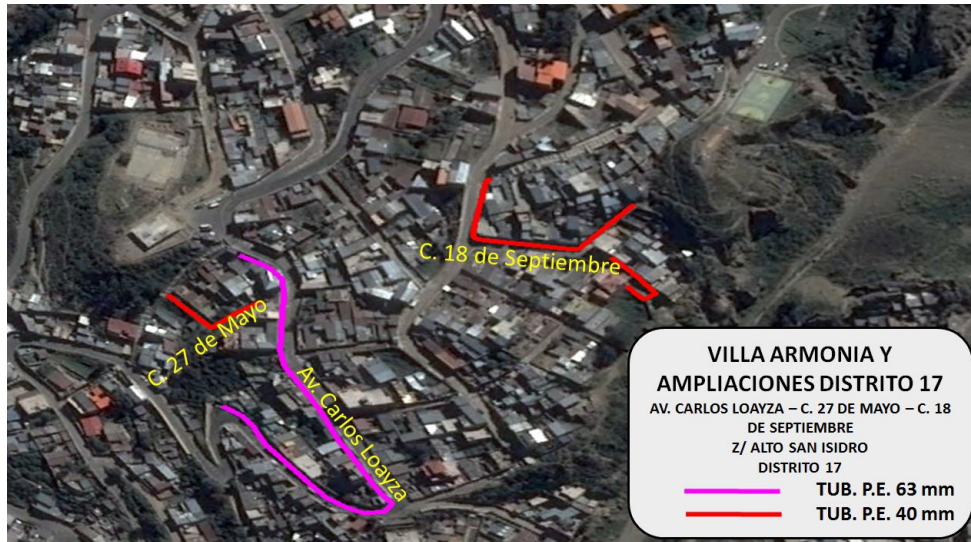 C. 18 de Septiembre
C. 27 de Mayo
Av. Carlos Loayza
VILLA ARMONIA Y
AMPLIACIONES DISTRITO 17
AV. CARLOS LOAYZA – C. 27 DE MAYO – C. 18
DE SEPTIEMBRE
Z/ ALTO SAN ISIDRO
DISTRITO 17
TUB. P.E. 63 mm
TUB. P.E. 40 mm